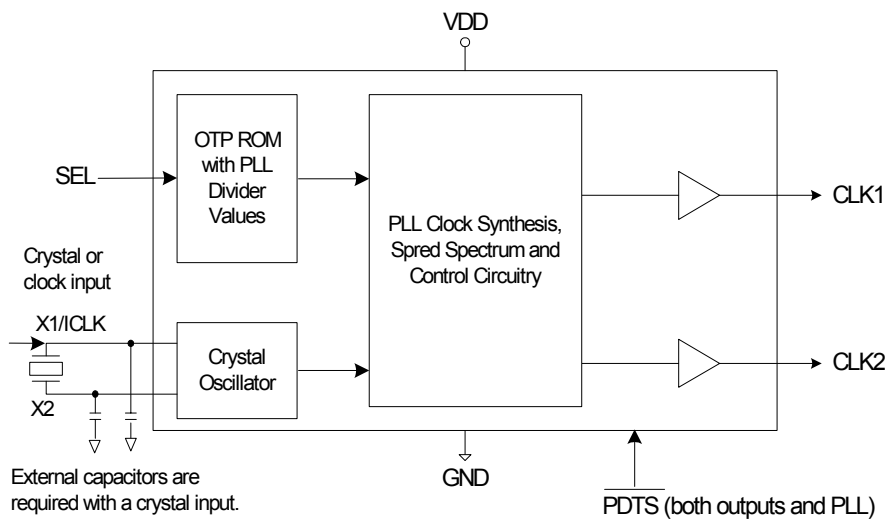 VDD
OTP ROM
with PLL
Divider
Values
SEL
CLK1
PLL Clock Synthesis,
Spred Spectrum and
Control Circuitry
Crystal or
clock input
X1/ICLK
Crystal
Oscillator
CLK2
X2
GND
External capacitors are
required with a crystal input.
PDTS (both outputs and PLL)